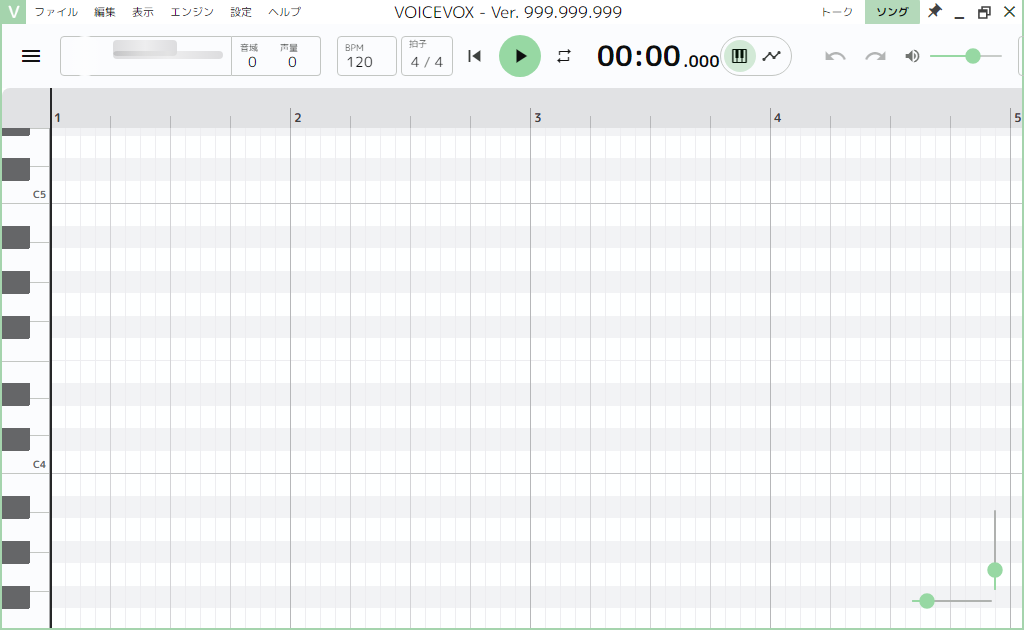 V ファイル 編集 表示 エンジン 設定 ヘルプ VOICEVOX - Ver. 999.999.999 トーク ソング
音域 声量 BPM 拍子
0 0 120 4 / 4 00:00.000
1 2 3 4 5
C5
C4